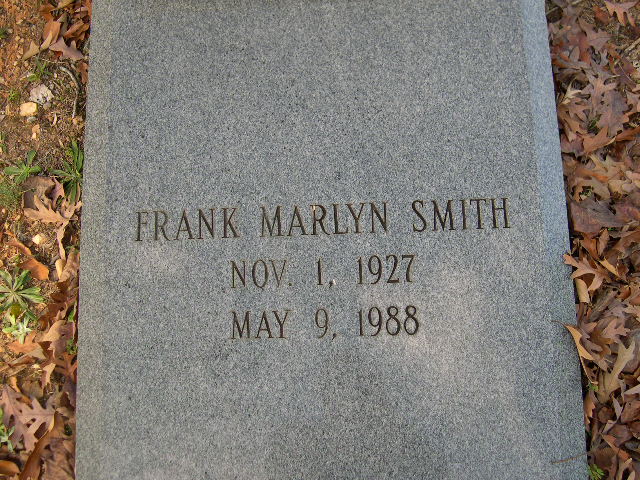 FRANK MARLYN SMITH
NOV. 1, 1927
MAY 9, 1988